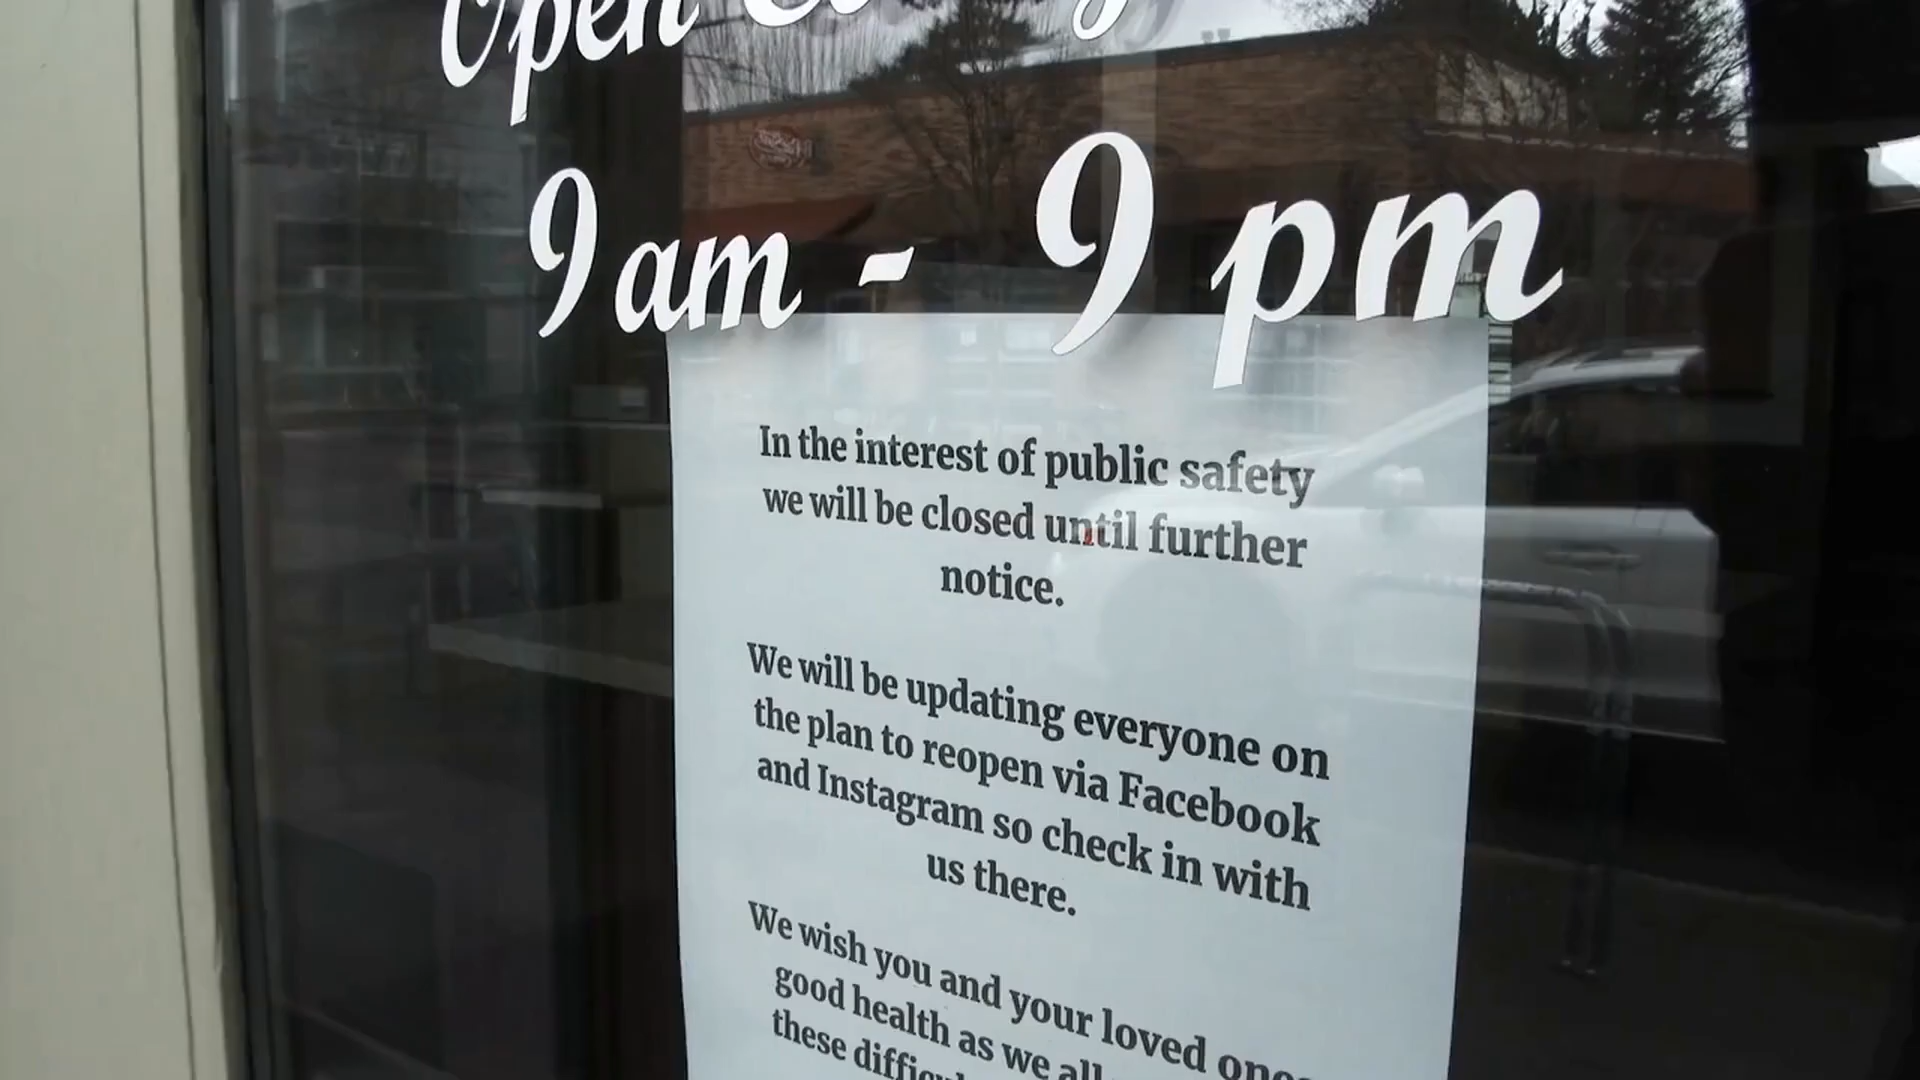 Open
9 am - 9 pm
In the interest of public safety
we will be closed until further
notice.
We will be updating everyone on
the plan to reopen via Facebook
and Instagram so check in with
us there.
We wish you and your loved
good health as we all
these